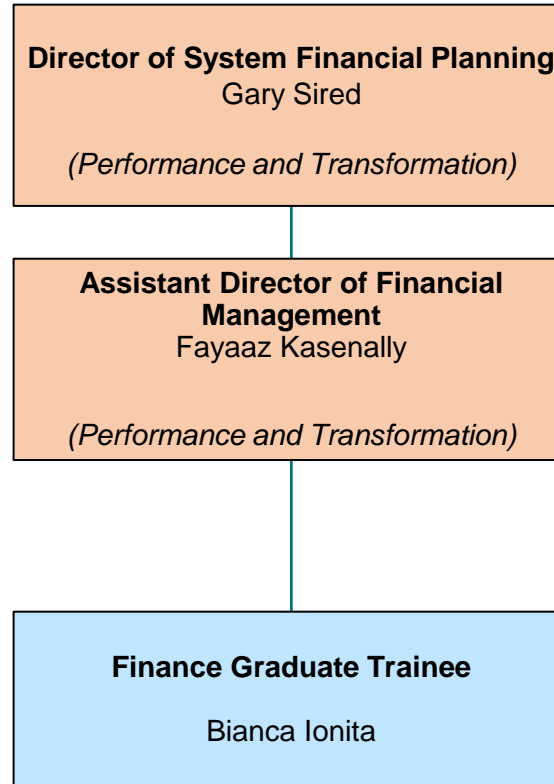 Director of System Financial Planning
Gary Sired
(Performance and Transformation)
Assistant Director of Financial
Management
Fayaaz Kasenally
(Performance and Transformation)
Finance Graduate Trainee
Bianca Ionita